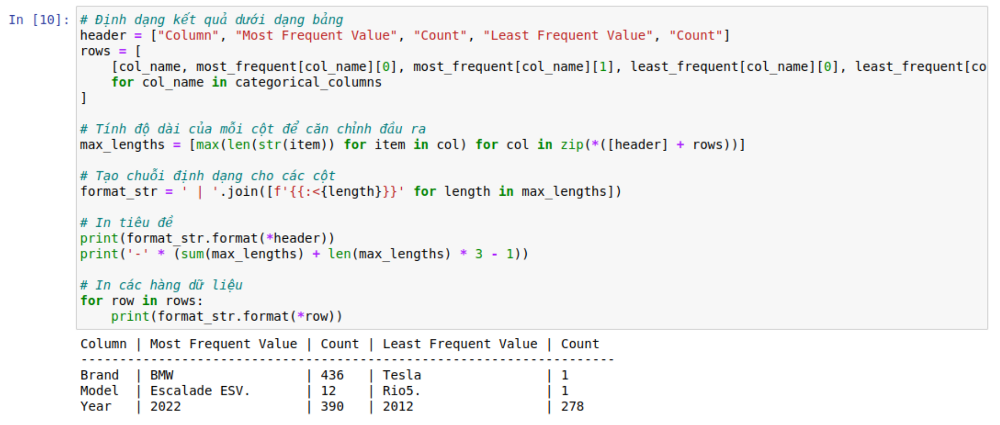 In [10]: # Định dạng kết quả dưới dạng bảng
header = ["Column", "Most Frequent Value", "Count", "Least Frequent Value", "Count"]
rows = [
    [col_name, most_frequent[col_name][0], most_frequent[col_name][1], least_frequent[col_name][0], least_frequent[co
    for col_name in categorical_columns
]
# Tính độ dài của mỗi cột để căn chỉnh đầu ra
max_lengths = [max(len(str(item)) for item in col) for col in zip(*([header] + rows))]
# Tạo chuỗi định dạng cho các cột
format_str = ' | '.join([f'{{:<{length}}}' for length in max_lengths])
# In tiêu đề
print(format_str.format(*header))
print('-' * (sum(max_lengths) + len(max_lengths) * 3 - 1))
# In các hàng dữ liệu
for row in rows:
    print(format_str.format(*row))
Column | Most Frequent Value | Count | Least Frequent Value | Count
---------------------------------------------------------------------
Brand  | BMW                 | 436   | Tesla                | 1
Model  | Escalade ESV.       | 12    | Rio5.                | 1
Year   | 2022                | 390   | 2012                 | 278